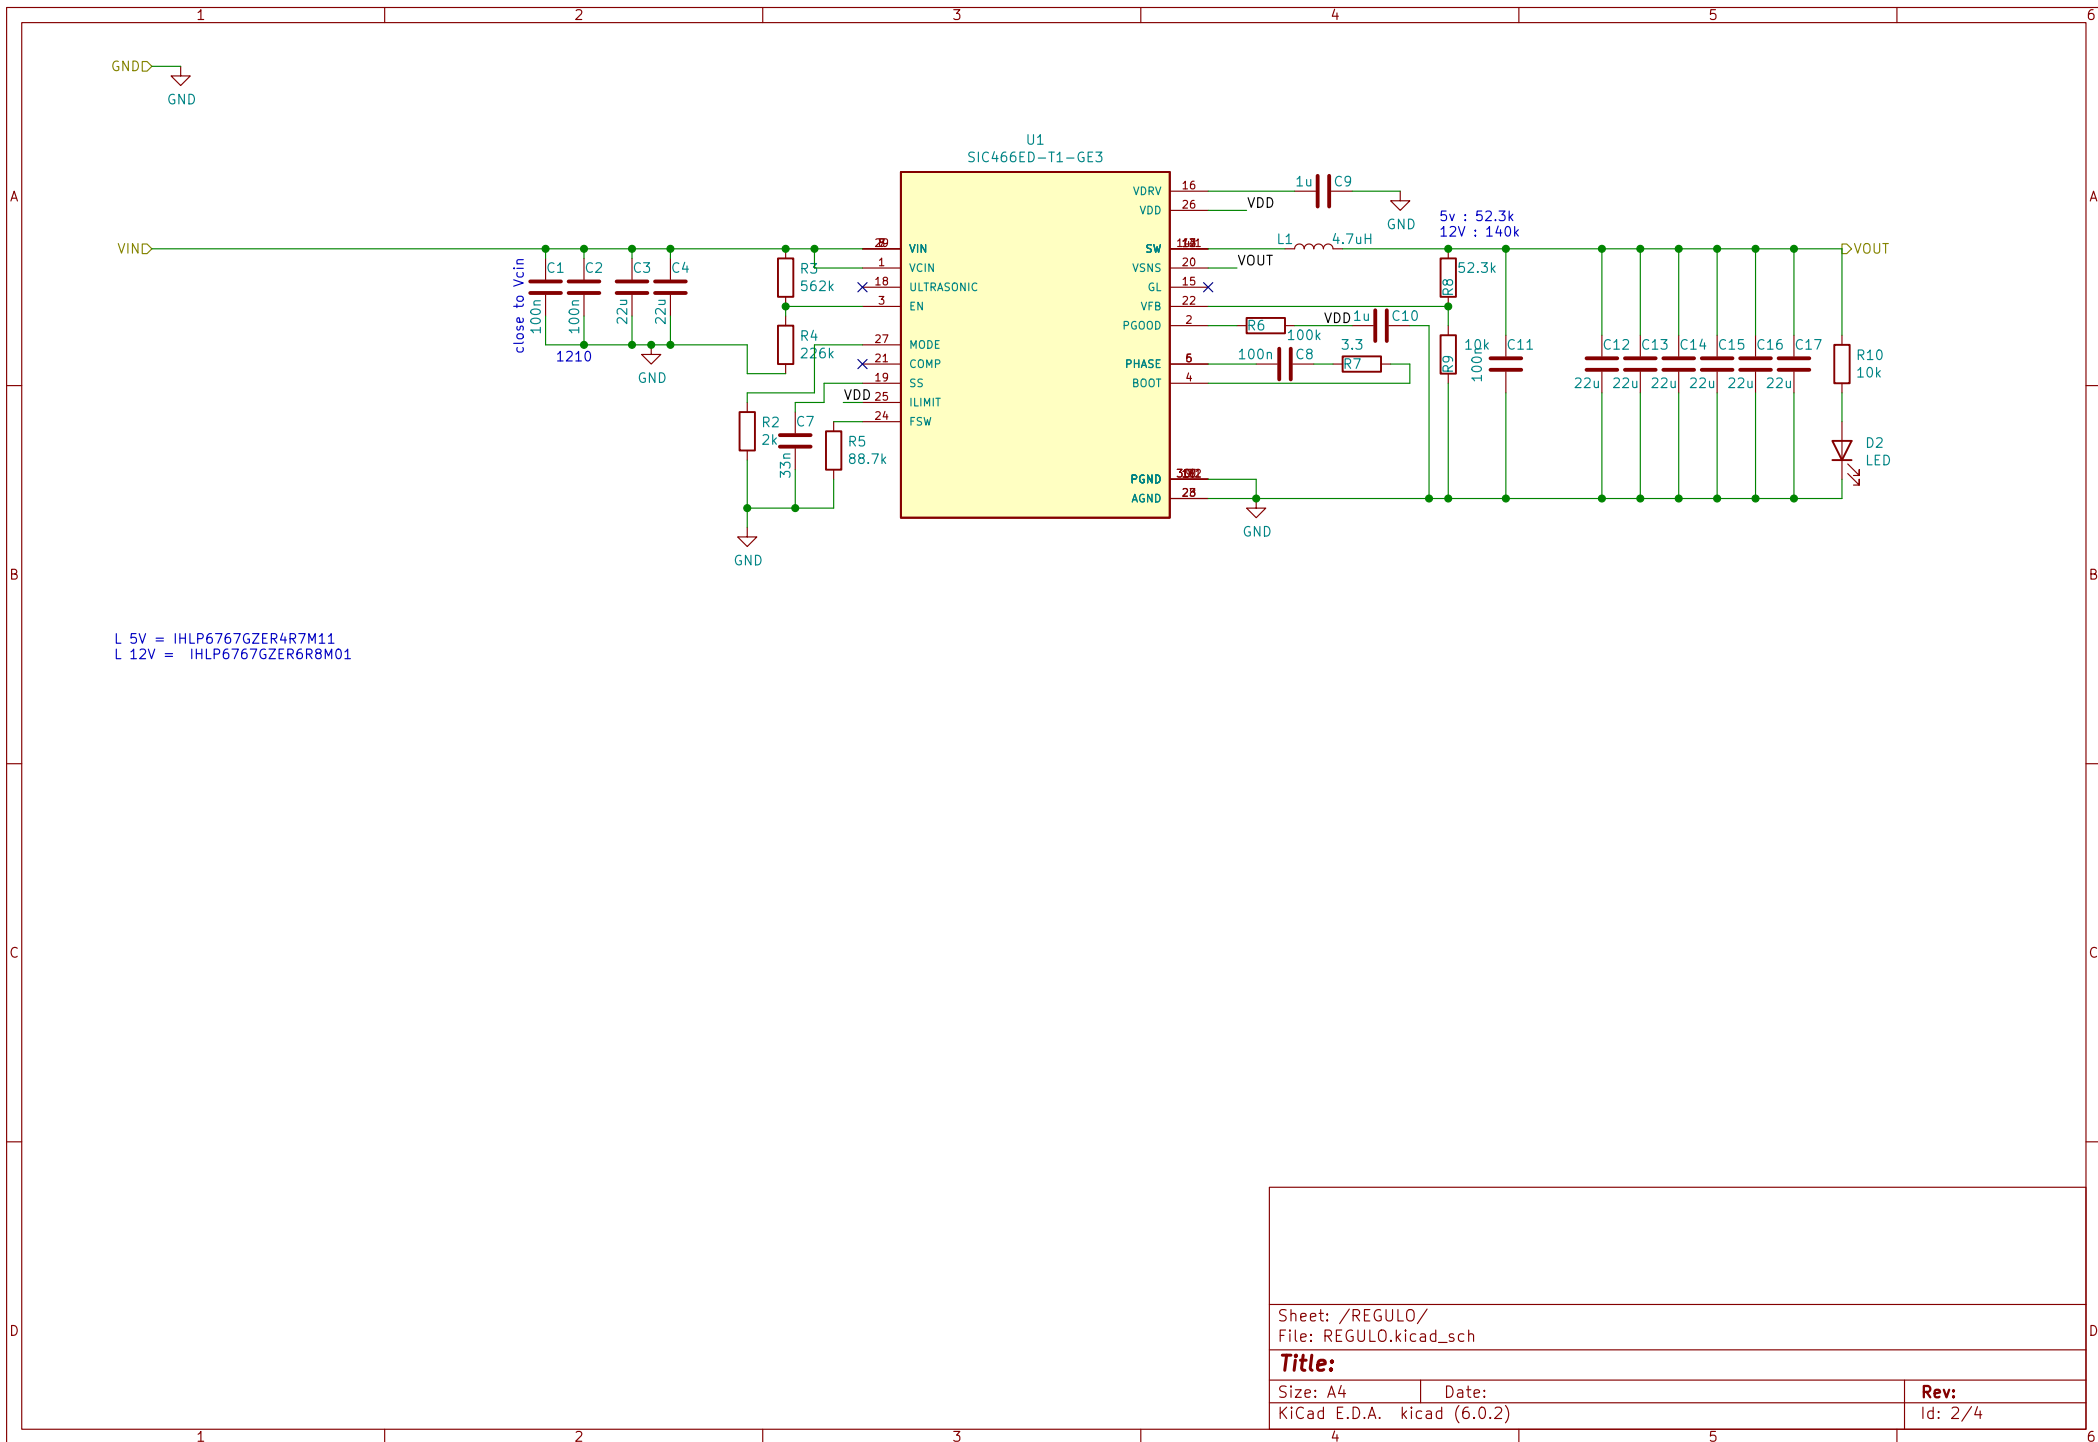 1 2 3 4 5 6
A
B
C
D
A
B
C
D
GND
GND
VIN
close to Vcin
C1
100n
C2
100n
C3
22u
C4
22u
1210
GND
R3
562k
R4
226k
R2
2k
C7
33n
R5
88.7k
VDD
GND
U1
SIC466ED-T1-GE3
VIN
1 VCIN
18 ULTRASONIC
3 EN
27 MODE
21 COMP
19 SS
25 ILIMIT
24 FSW
VDRV 16
VDD 26
SW
VSNS 20
GL 15
VFB 22
PGOOD 2
PHASE
BOOT 4
PGND
AGND
1u C9
GND
VDD
L1 4.7uH
VOUT
5v : 52.3k
12V : 140k
R8
52.3k
R6
100k
VDD
1u C10
100n C8
3.3
R7
R9
10k
C11
100n
C12
22u
C13
22u
C14
22u
C15
22u
C16
22u
C17
22u
VOUT
R10
10k
D2
LED
GND
L 5V = IHLP6767GZER4R7M11
L 12V = IHLP6767GZER6R8M01
Sheet: /REGULO/
File: REGULO.kicad_sch
Title:
Size: A4 Date: Rev:
KiCad E.D.A. kicad (6.0.2) Id: 2/4
1 2 3 4 5 6